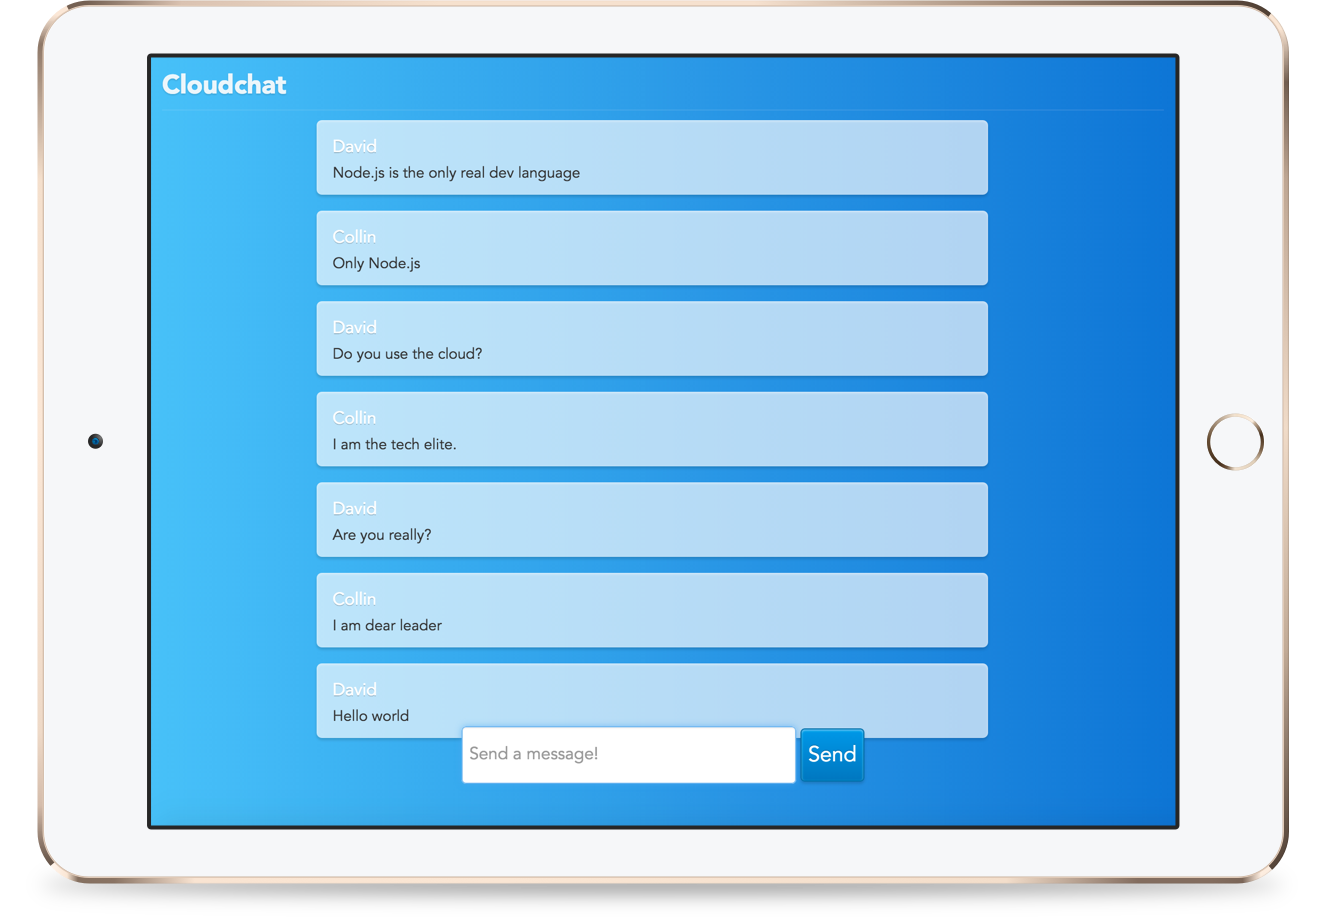 Cloudchat
David
Node.js is the only real dev language
Collin
Only Node.js
David
Do you use the cloud?
Collin
I am the tech elite.
David
Are you really?
Collin
I am dear leader
David
Hello world
Send a message!
Send